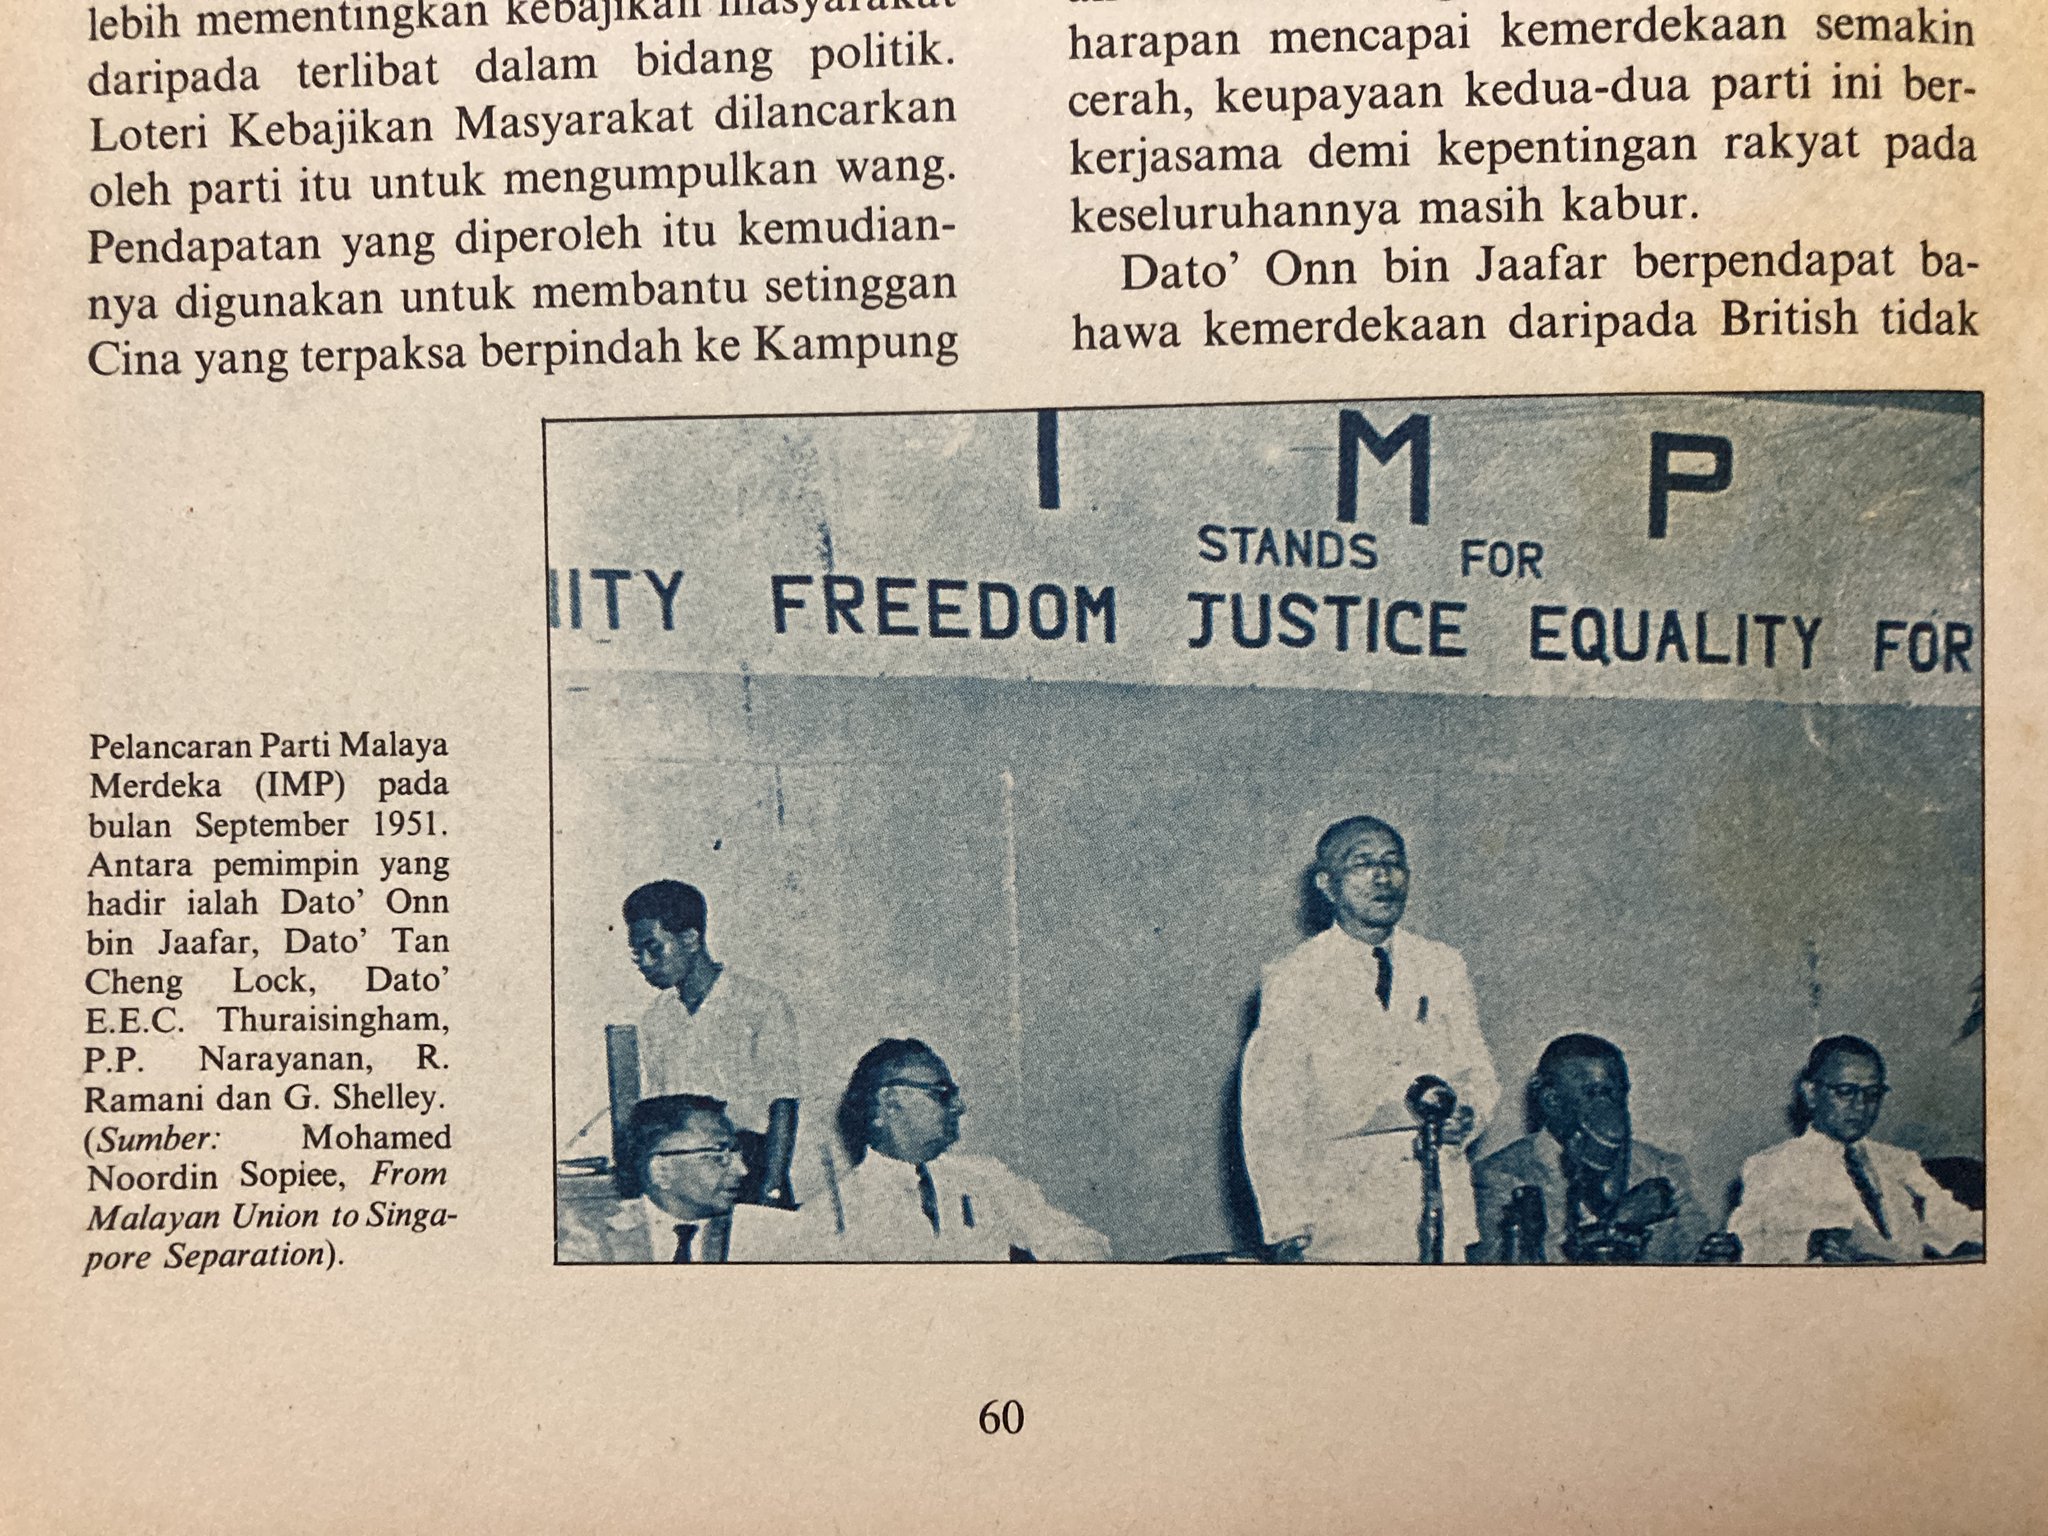 lebih mementingkan kebajikan masyarakat
daripada terlibat dalam bidang politik.
Loteri Kebajikan Masyarakat dilancarkan
oleh parti itu untuk mengumpulkan wang.
Pendapatan yang diperoleh itu kemudian-
nya digunakan untuk membantu setinggan
Cina yang terpaksa berpindah ke Kampung
harapan mencapai kemerdekaan semakin
cerah, keupayaan kedua-dua parti ini ber-
kerjasama demi kepentingan rakyat pada
keseluruhannya masih kabur.
Dato' Onn bin Jaafar berpendapat ba-
hawa kemerdekaan daripada British tidak
I M P
STANDS FOR
NITY FREEDOM JUSTICE EQUALITY FOR
Pelancaran Parti Malaya
Merdeka (IMP) pada
bulan September 1951.
Antara pemimpin yang
hadir ialah Dato' Onn
bin Jaafar, Dato' Tan
Cheng Lock, Dato'
E.E.C. Thuraisingham,
P.P. Narayanan, R.
Ramani dan G. Shelley.
(Sumber: Mohamed
Noordin Sopiee, From
Malayan Union to Singa-
pore Separation).
60